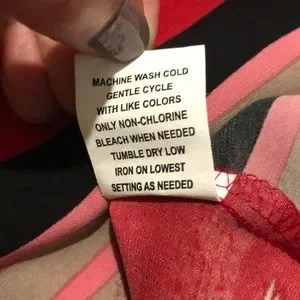 MACHINE WASH COLD
GENTLE CYCLE
WITH LIKE COLORS
ONLY NON-CHLORINE
BLEACH WHEN NEEDED
TUMBLE DRY LOW
IRON ON LOWEST
SETTING AS NEEDED